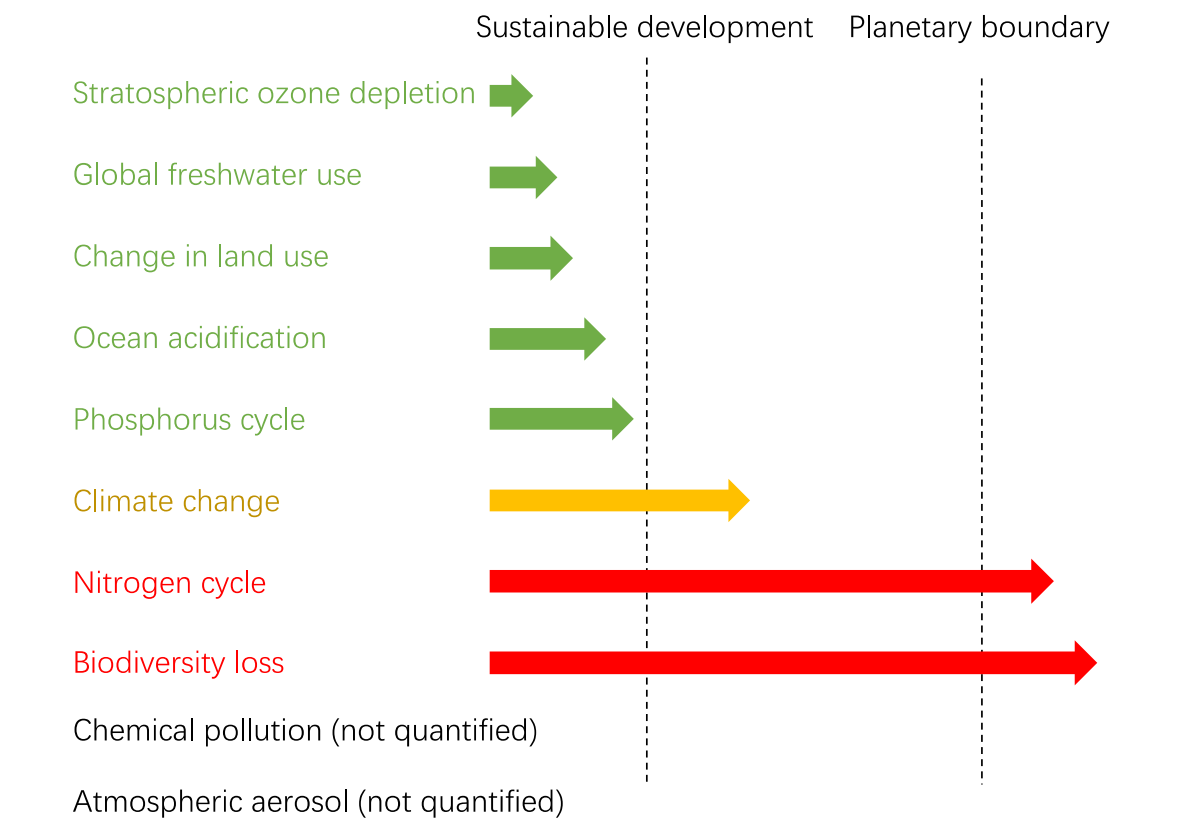 Sustainable development
Planetary boundary
Stratospheric ozone depletion
Global freshwater use
Change in land use
Ocean acidification
Phosphorus cycle
Climate change
Nitrogen cycle
Biodiversity loss
Chemical pollution (not quantified)
Atmospheric aerosol (not quantified)